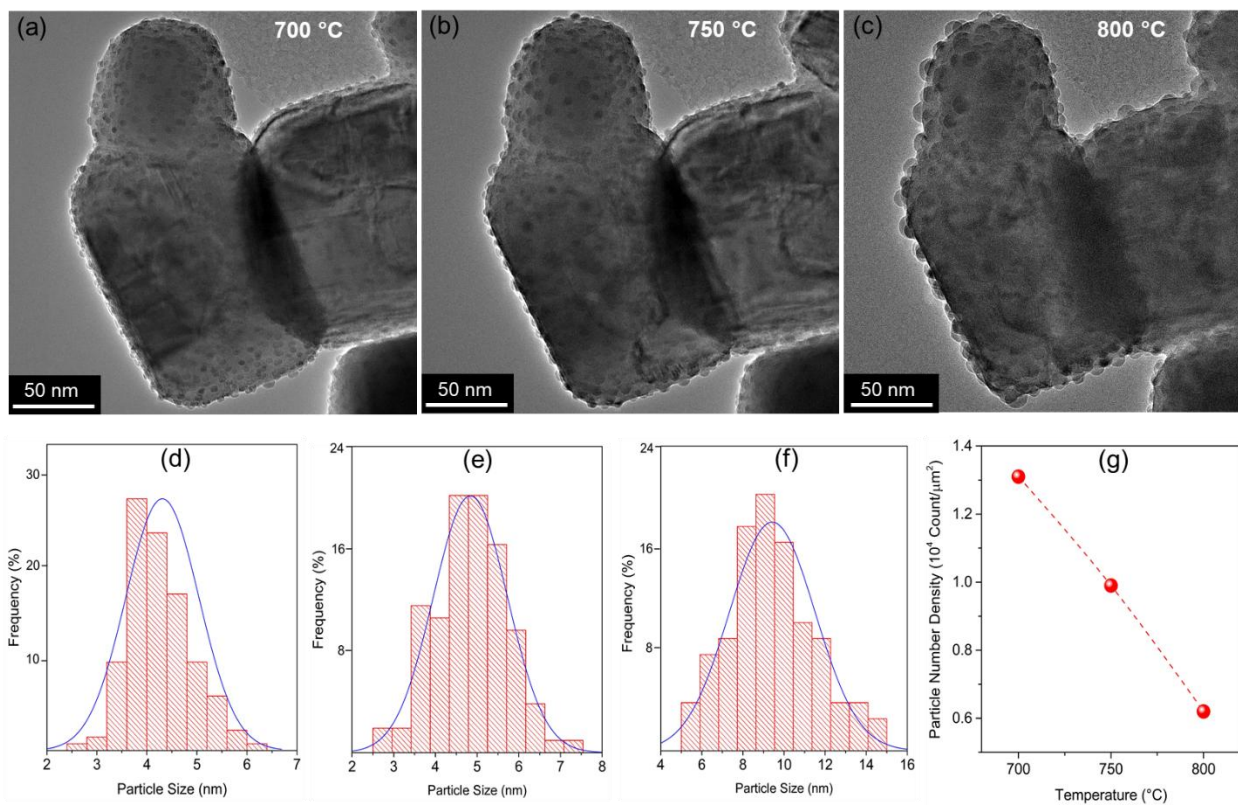 (a) 700 °C
50 nm
(b) 750 °C
50 nm
(c) 800 °C
50 nm
(d)
Frequency (%)
30
20
10
2 3 4 5 6 7
Particle Size (nm)
(e)
Frequency (%)
24
16
8
2 3 4 5 6 7 8
Particle Size (nm)
(f)
Frequency (%)
24
16
8
4 6 8 10 12 14 16
Particle Size (nm)
(g)
Particle Number Density (10⁴ Count/μm²)
1.4
1.2
1.0
0.8
0.6
700 750 800
Temperature (°C)